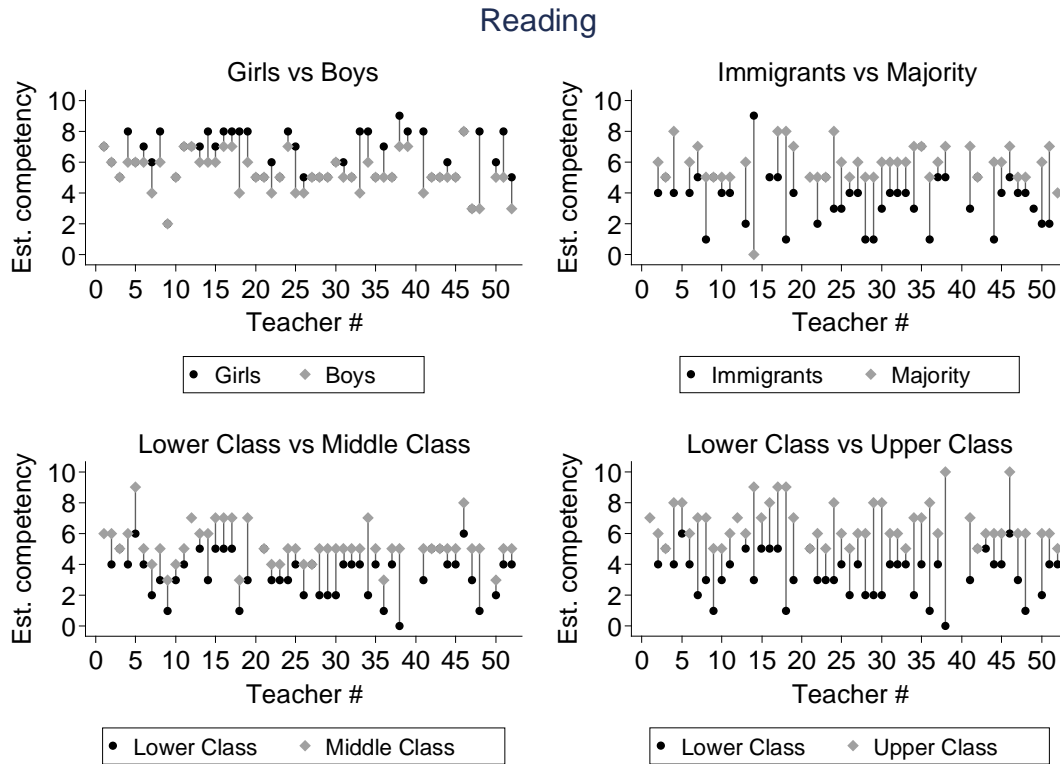 Reading
Girls vs Boys
Est. competency
10
8
6
4
2
0
0 5 10 15 20 25 30 35 40 45 50
Teacher #
Girls Boys
Immigrants vs Majority
Est. competency
10
8
6
4
2
0
0 5 10 15 20 25 30 35 40 45 50
Teacher #
Immigrants Majority
Lower Class vs Middle Class
Est. competency
10
8
6
4
2
0
0 5 10 15 20 25 30 35 40 45 50
Teacher #
Lower Class Middle Class
Lower Class vs Upper Class
Est. competency
10
8
6
4
2
0
0 5 10 15 20 25 30 35 40 45 50
Teacher #
Lower Class Upper Class